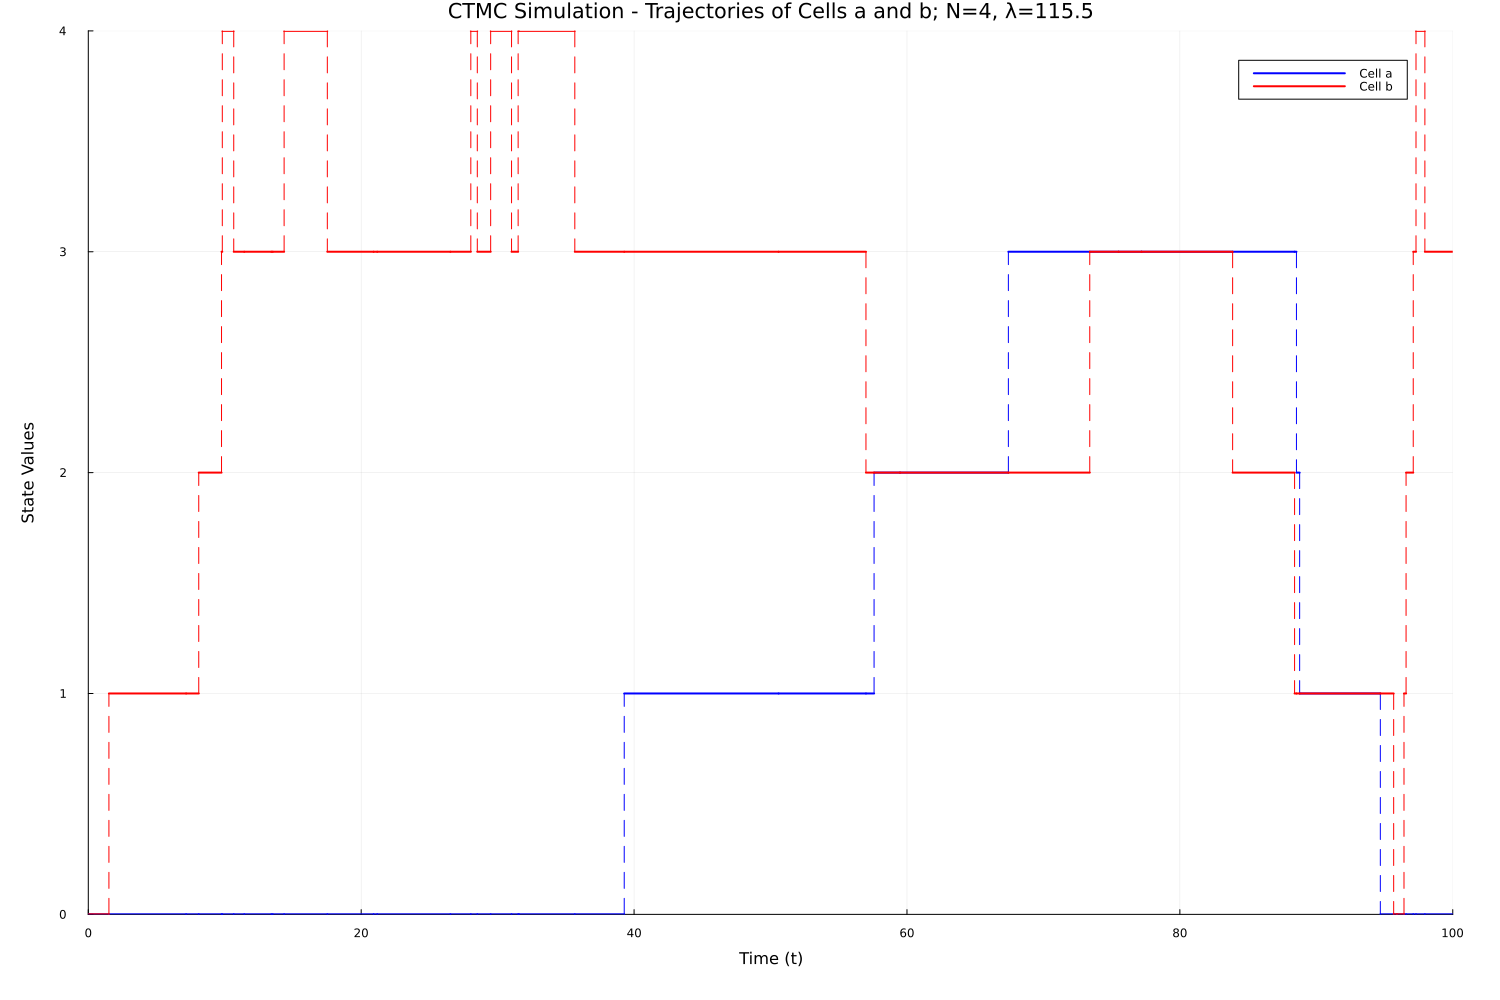 CTMC Simulation - Trajectories of Cells a and b; N=4, λ=115.5
4
Cell a
Cell b
3
State Values
2
1
0
0 20 40 60 80 100
Time (t)